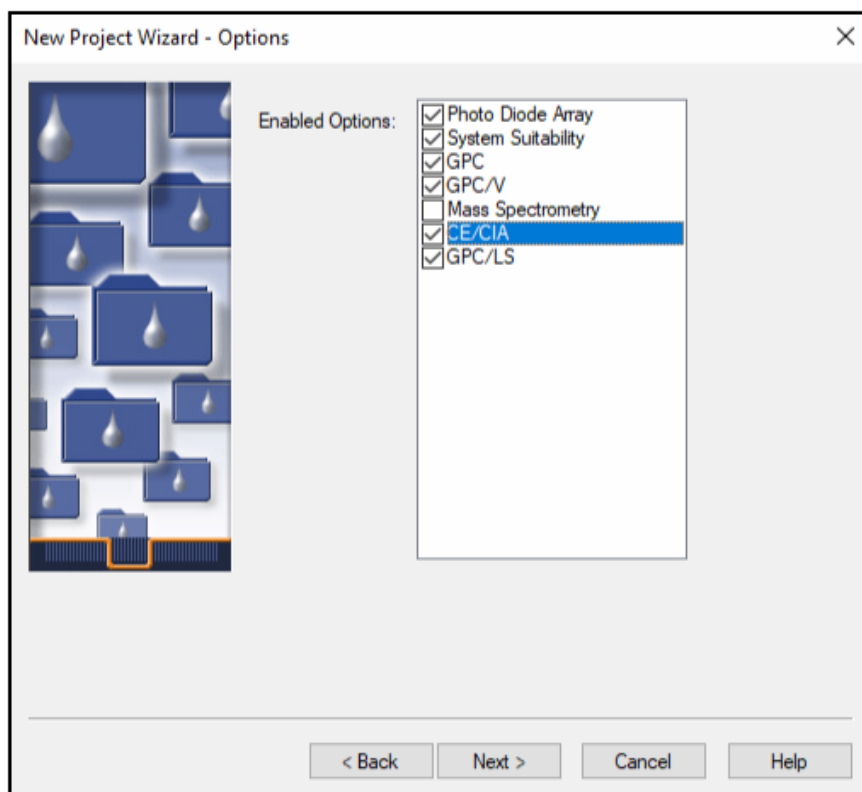 New Project Wizard - Options
Enabled Options:
Photo Diode Array
System Suitability
GPC
GPC/V
Mass Spectrometry
CE/CIA
GPC/LS
< Back
Next >
Cancel
Help